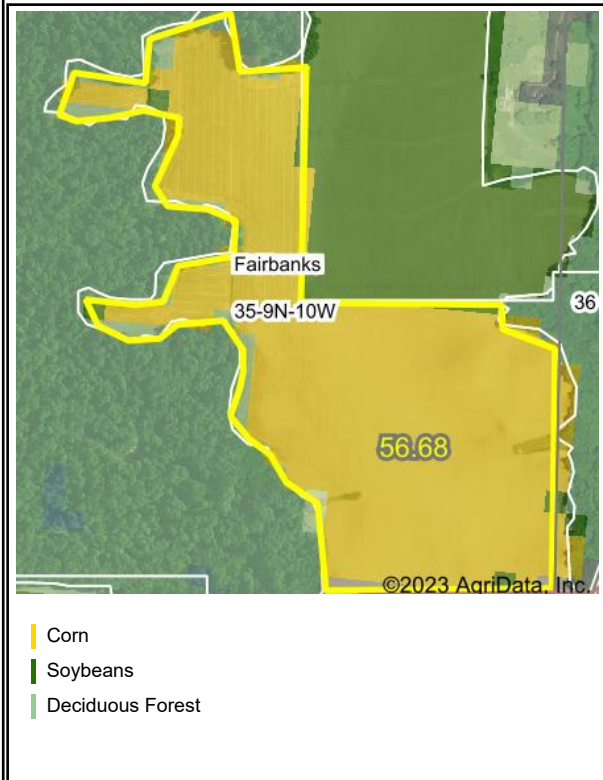 Fairbanks
35-9N-10W
36
56.68
©2023 AgriData, Inc.
Corn
Soybeans
Deciduous Forest